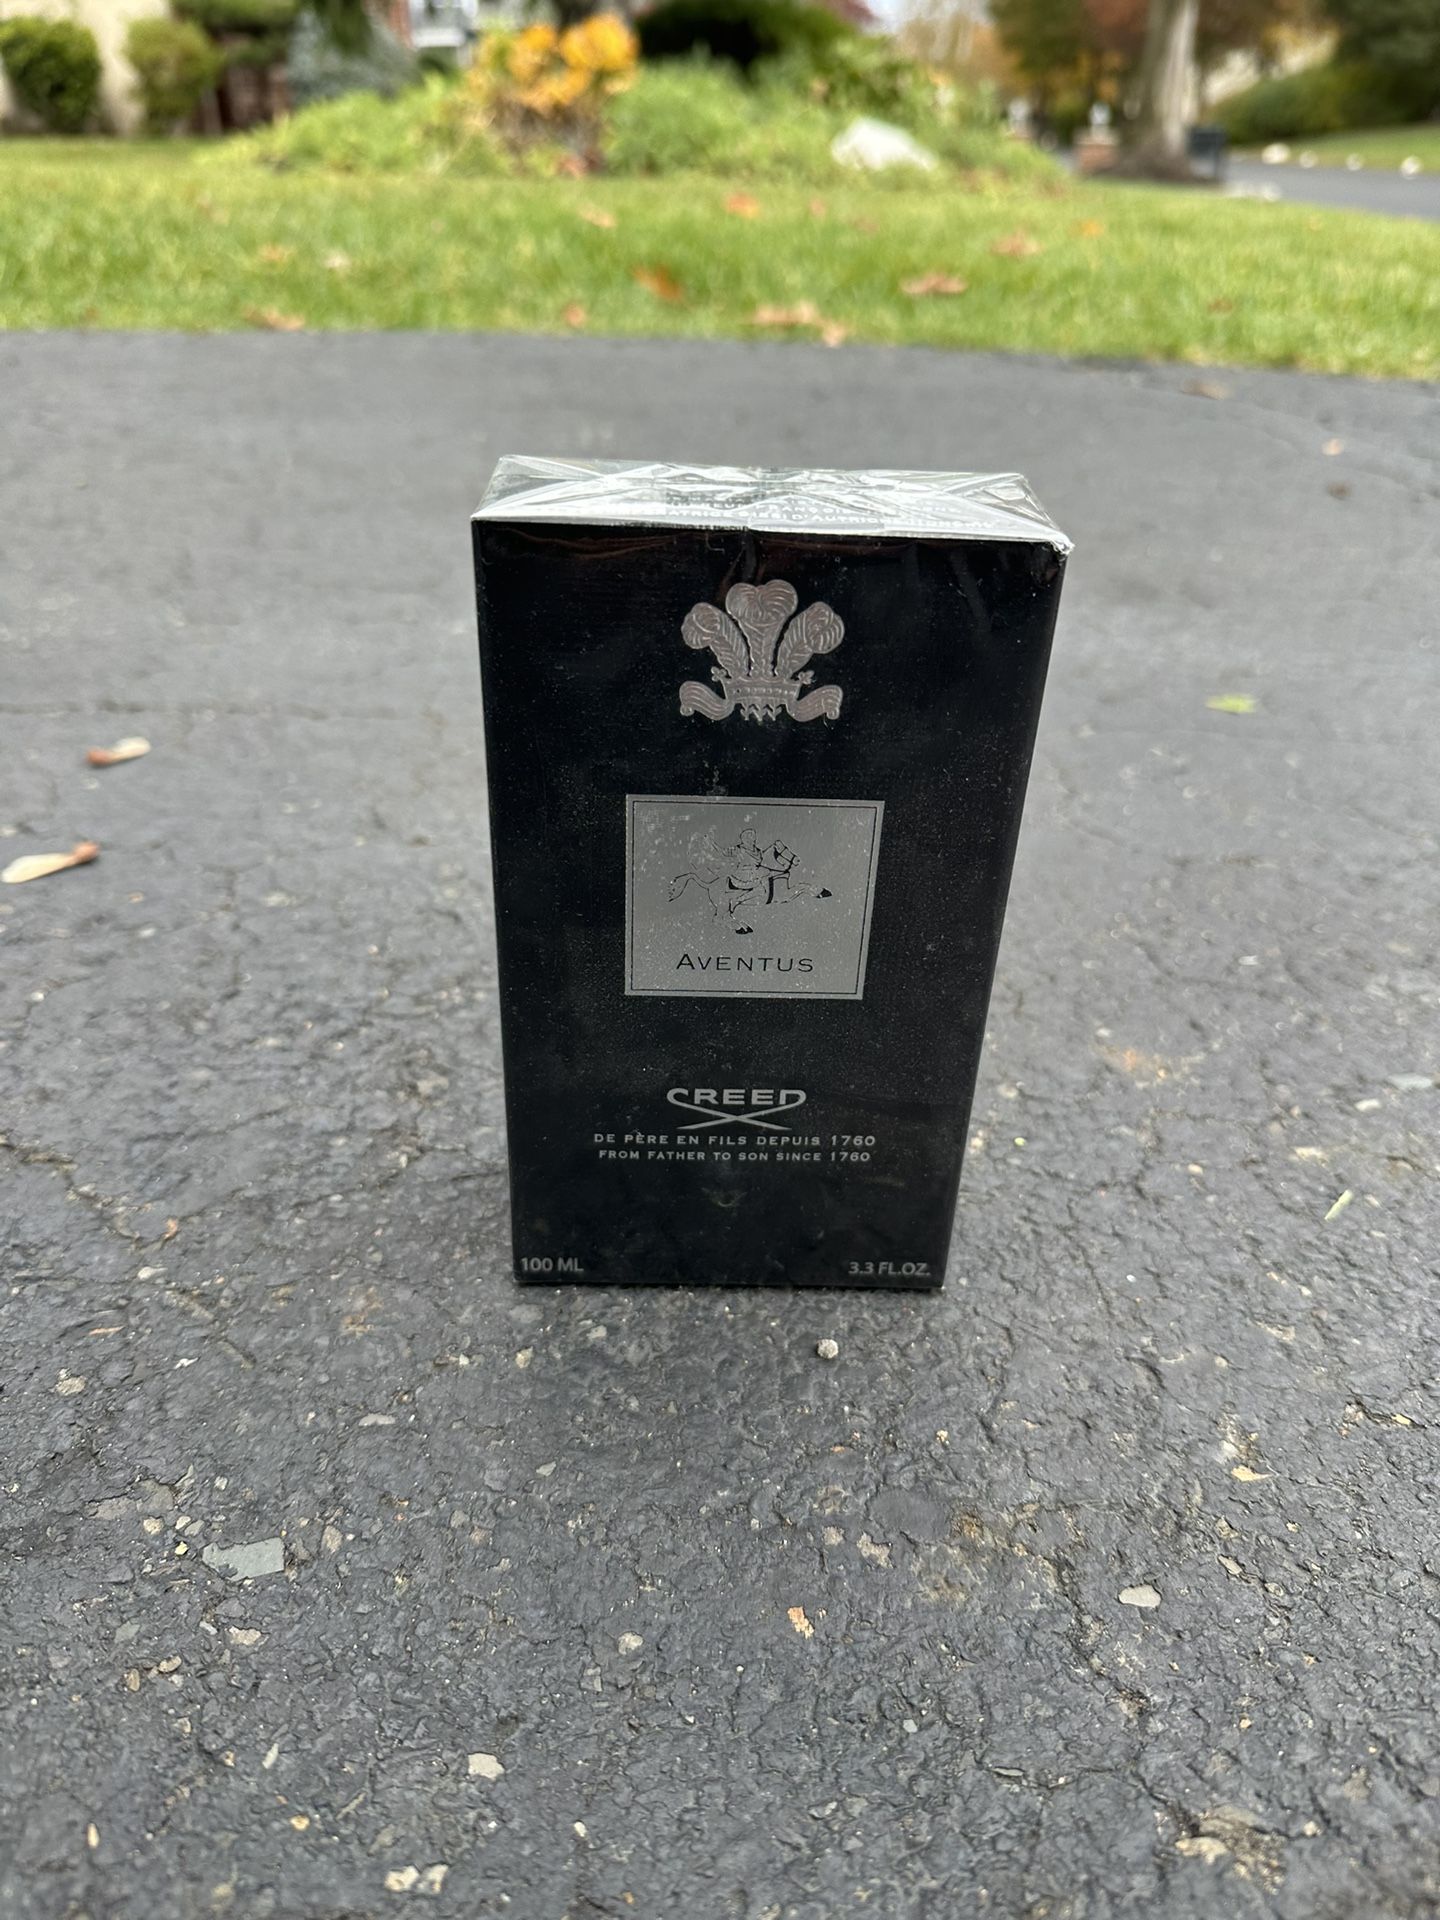 AVENTUS
CREED
DE PÈRE EN FILS DEPUIS 1760
FROM FATHER TO SON SINCE 1760
100 ML
3.3 FL.OZ.